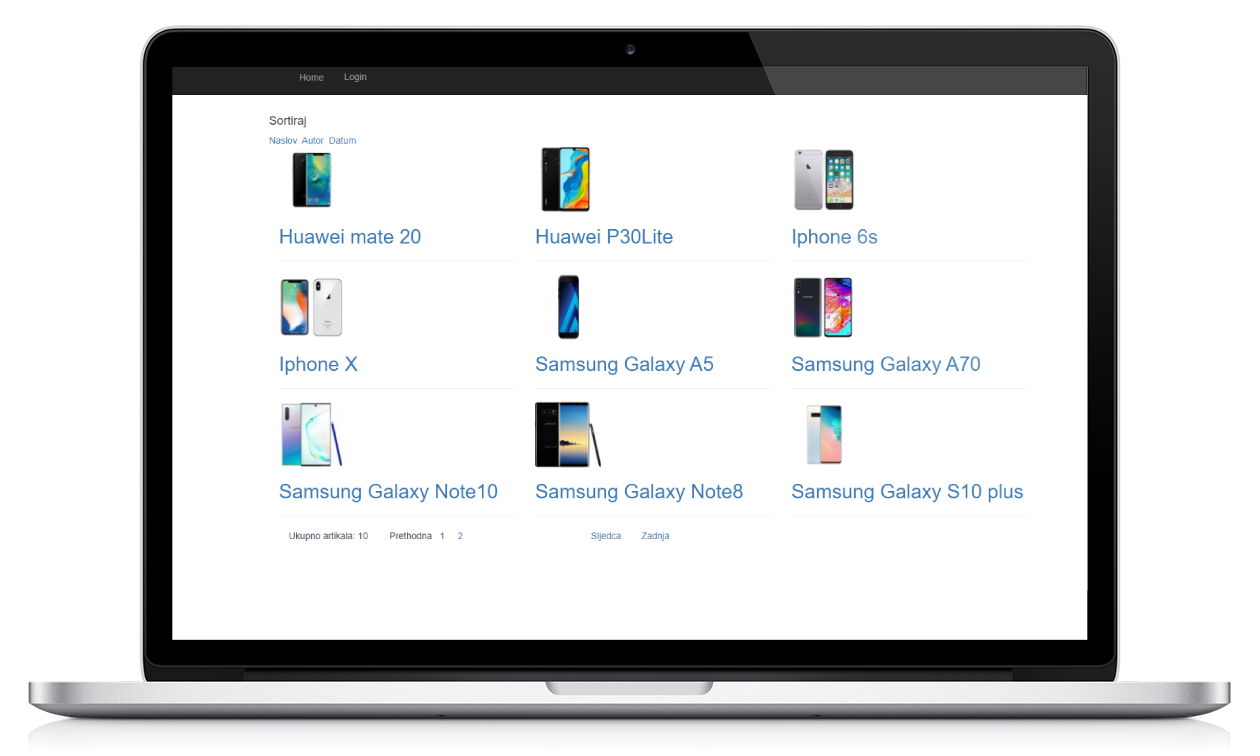 Home Login
Sortiraj
Naslov Autor Datum
Huawei mate 20
Huawei P30Lite
Iphone 6s
Iphone X
Samsung Galaxy A5
Samsung Galaxy A70
Samsung Galaxy Note10
Samsung Galaxy Note8
Samsung Galaxy S10 plus
Ukupno artikala: 10 Prethodna 1 2 Sljedca Zadnja